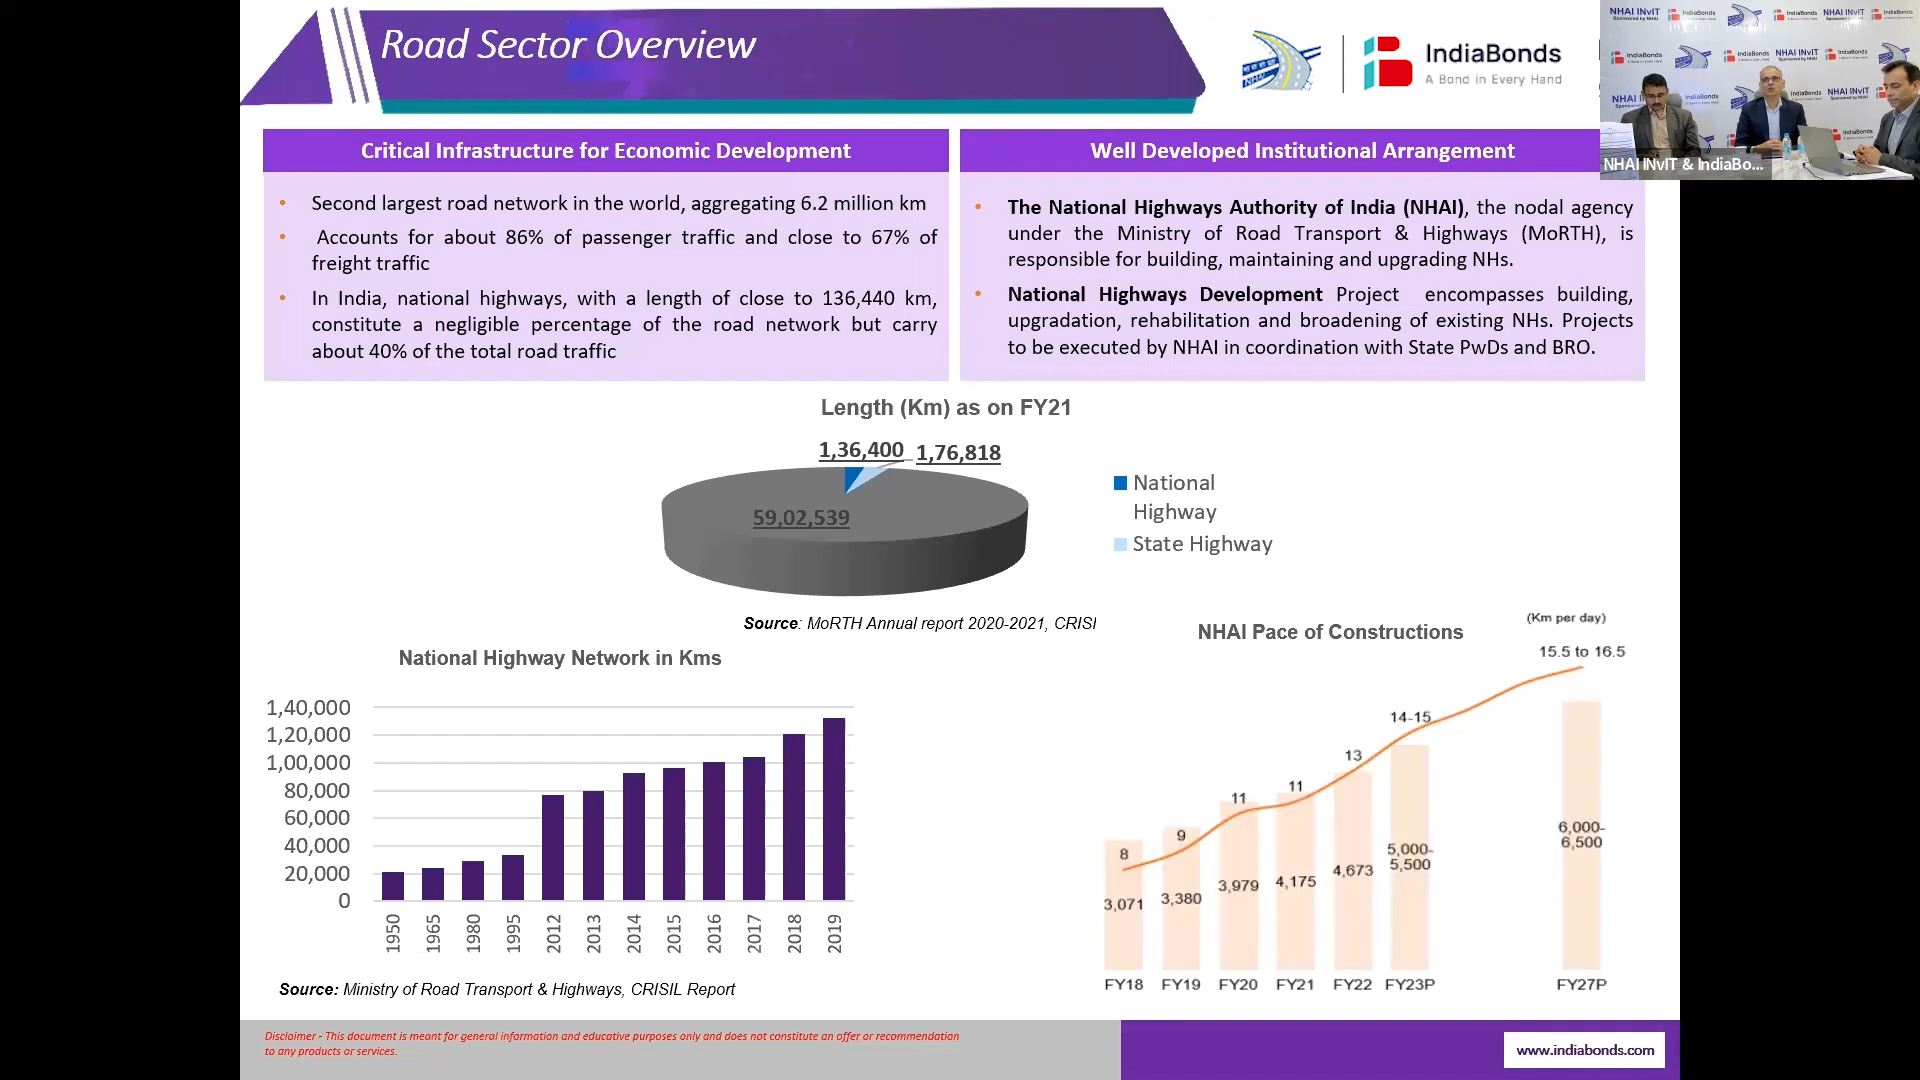 Road Sector Overview
IndiaBonds
A Bond in Every Hand
NHAI INvIT & IndiaBo...
Critical Infrastructure for Economic Development
• Second largest road network in the world, aggregating 6.2 million km
• Accounts for about 86% of passenger traffic and close to 67% of
freight traffic
• In India, national highways, with a length of close to 136,440 km,
constitute a negligible percentage of the road network but carry
about 40% of the total road traffic
Well Developed Institutional Arrangement
• The National Highways Authority of India (NHAI), the nodal agency
under the Ministry of Road Transport & Highways (MoRTH), is
responsible for building, maintaining and upgrading NHs.
• National Highways Development Project encompasses building,
upgradation, rehabilitation and broadening of existing NHs. Projects
to be executed by NHAI in coordination with State PwDs and BRO.
Length (Km) as on FY21
1,36,400
1,76,818
59,02,539
National
Highway
State Highway
Source: MoRTH Annual report 2020-2021, CRISI
National Highway Network in Kms
1,40,000
1,20,000
1,00,000
80,000
60,000
40,000
20,000
0
1950 1965 1980 1995 2012 2013 2014 2015 2016 2017 2018 2019
Source: Ministry of Road Transport & Highways, CRISIL Report
NHAI Pace of Constructions
(Km per day)
15.5 to 16.5
14-15
13
11
11
9
8
3,071
3,380
3,979
4,175
4,673
5,000-
5,500
6,000-
6,500
FY18 FY19 FY20 FY21 FY22 FY23P FY27P
Disclaimer - This document is meant for general information and educative purposes only and does not constitute an offer or recommendation
to any products or services.
www.indiabonds.com